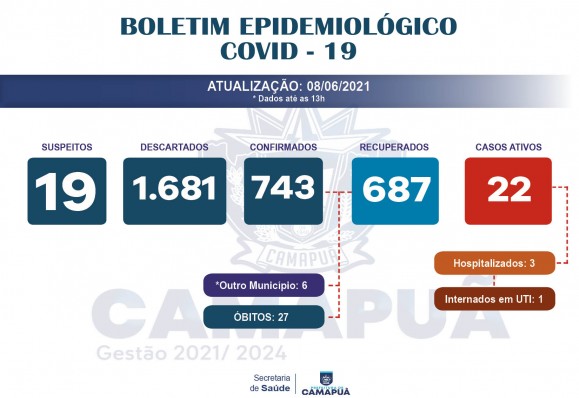 BOLETIM EPIDEMIOLÓGICO
COVID - 19
ATUALIZAÇÃO: 08/06/2021
* Dados até as 13h
SUSPEITOS
19
DESCARTADOS
1.681
CONFIRMADOS
743
RECUPERADOS
687
CASOS ATIVOS
22
*Outro Municipio: 6
ÓBITOS: 27
Hospitalizados: 3
Internados em UTI: 1
CAMAPUÃ
CAMAPUÃ
Gestão 2021/ 2024
Secretaria
de Saúde
CAMAPUÃ